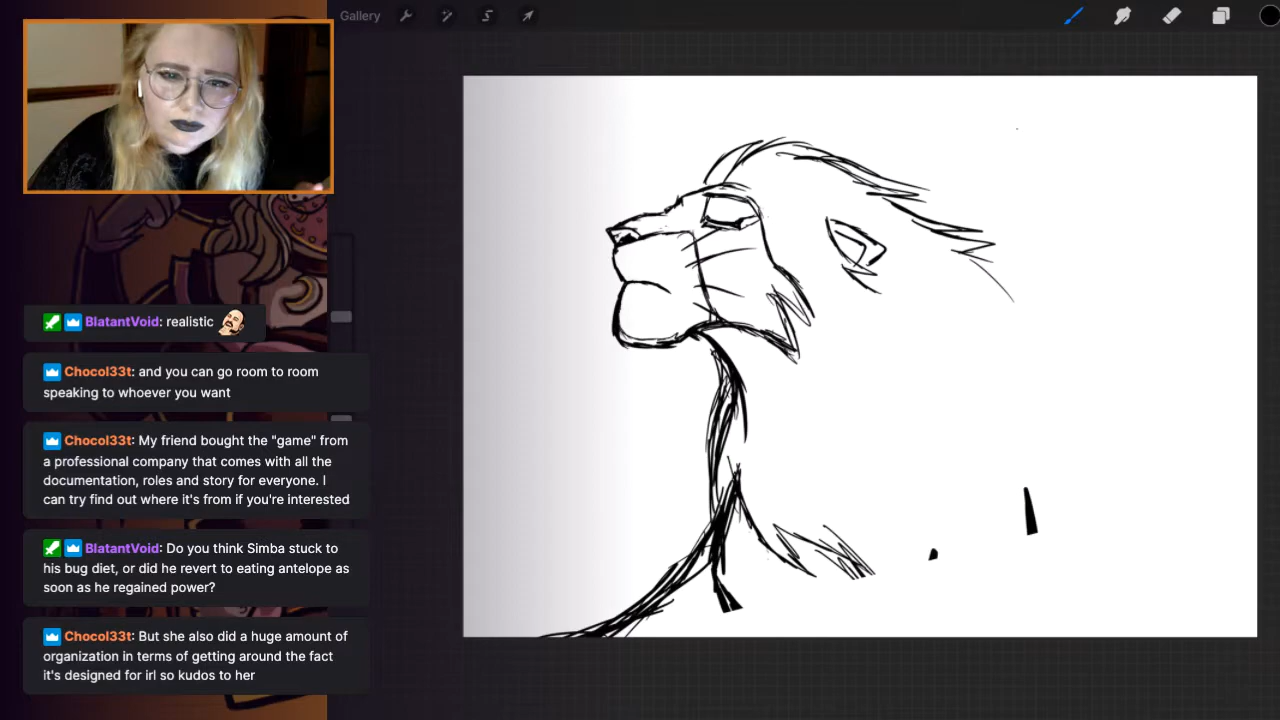 Gallery
BlatantVoid: realistic
Chocol33t: and you can go room to room
speaking to whoever you want
Chocol33t: My friend bought the "game" from
a professional company that comes with all the
documentation, roles and story for everyone. I
can try find out where it's from if you're interested
BlatantVoid: Do you think Simba stuck to
his bug diet, or did he revert to eating antelope as
soon as he regained power?
Chocol33t: But she also did a huge amount of
organization in terms of getting around the fact
it's designed for irl so kudos to her